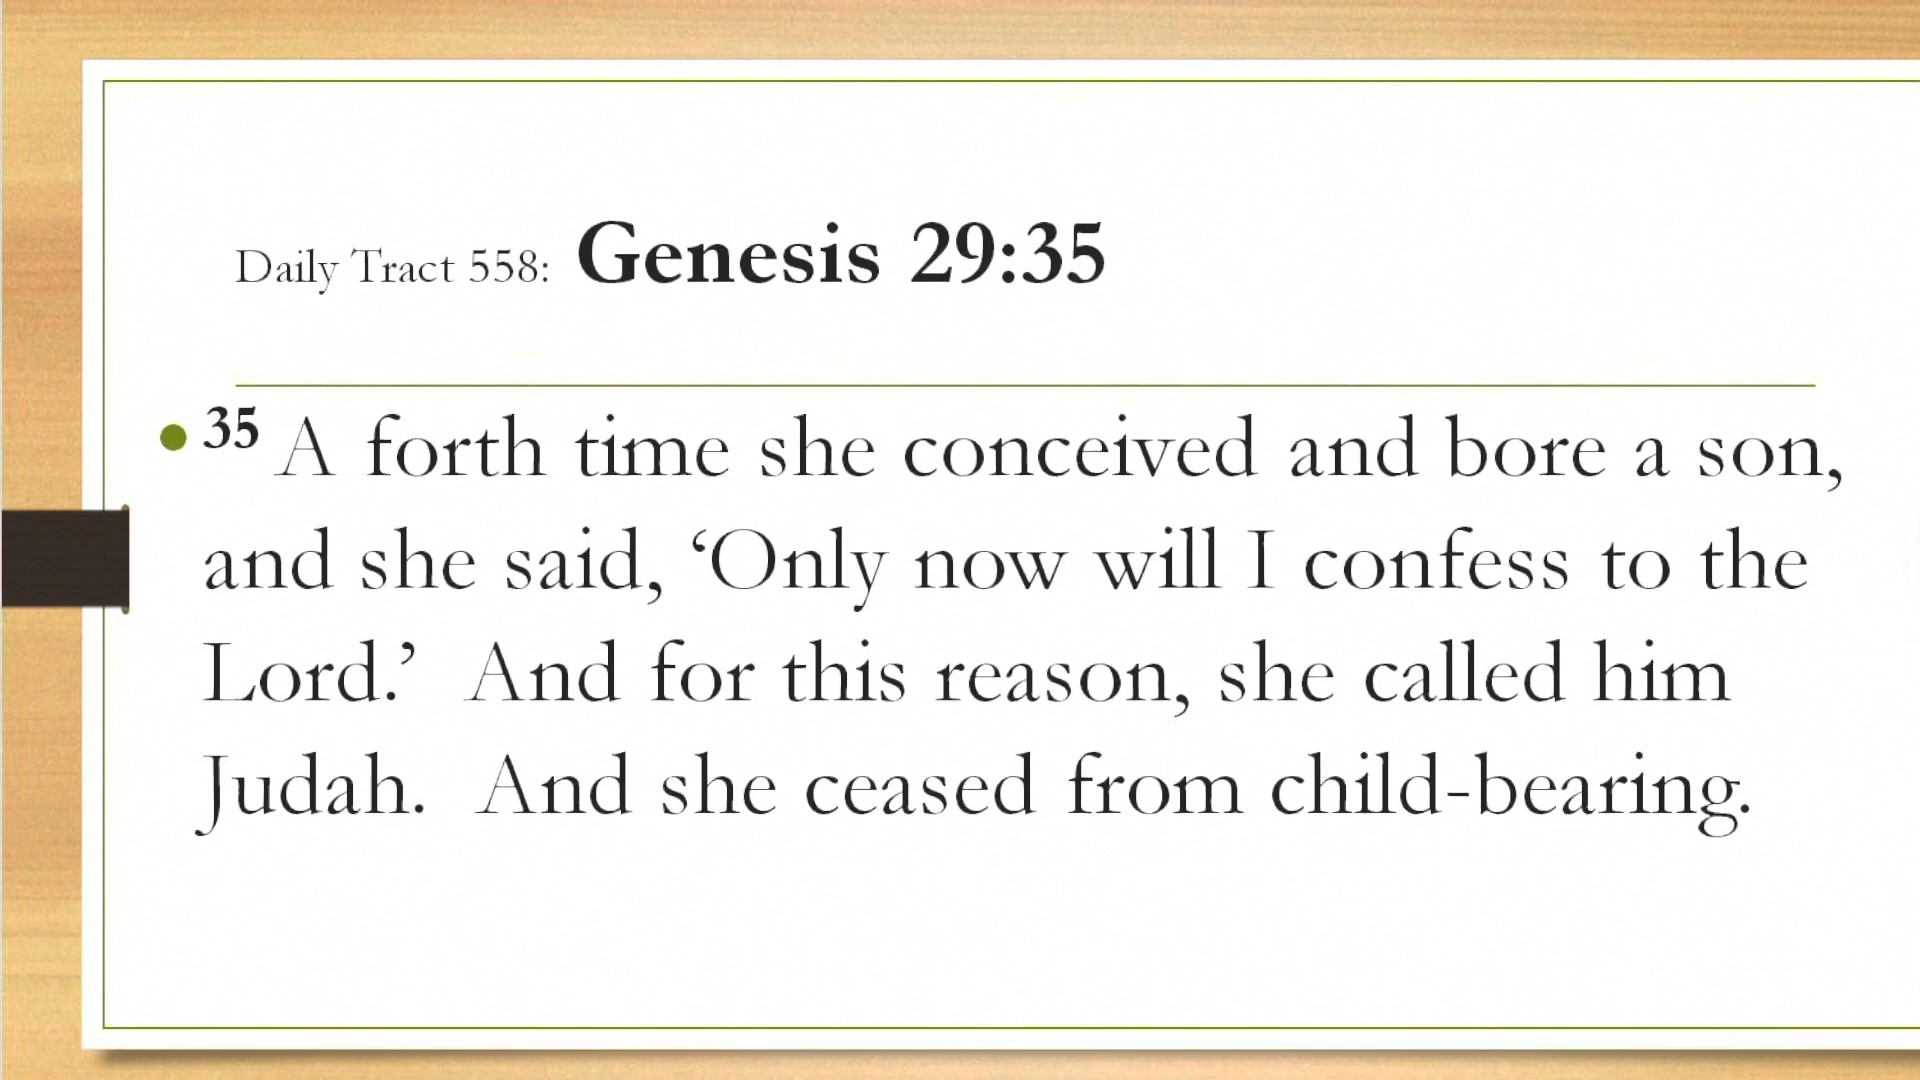 Daily Tract 558: Genesis 29:35
• 35 A forth time she conceived and bore a son,
and she said, ‘Only now will I confess to the
Lord.’  And for this reason, she called him
Judah.  And she ceased from child-bearing.